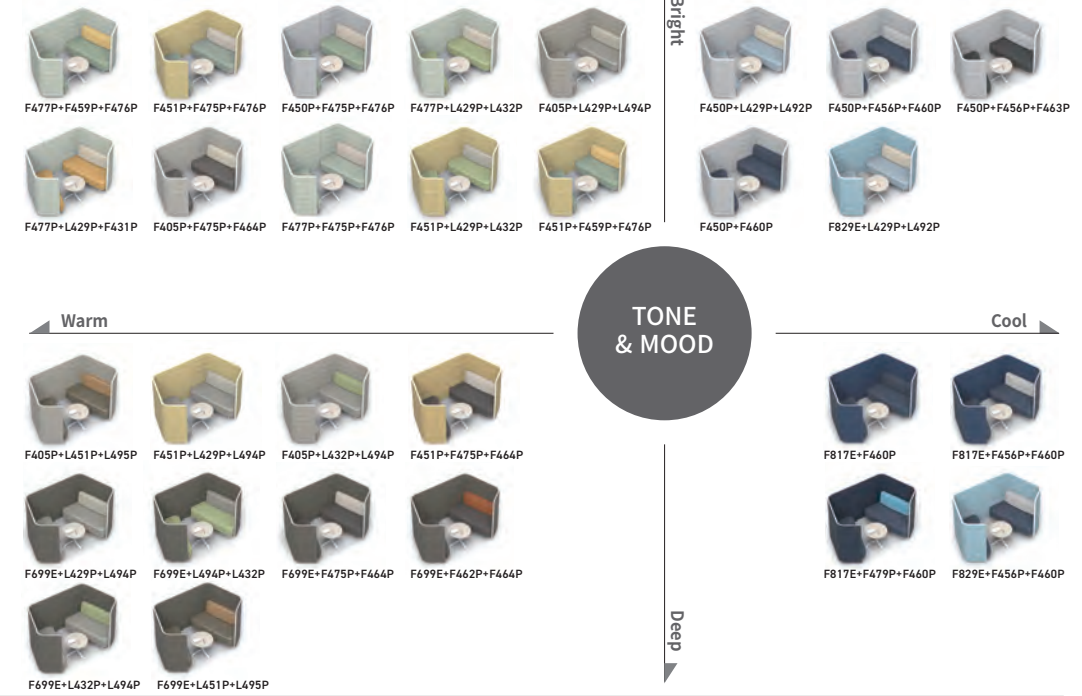 Bright
F477P+F459P+F476P
F451P+F475P+F476P
F450P+F475P+F476P
F477P+L429P+L432P
F405P+L429P+L494P
F450P+L429P+L492P
F450P+F456P+F460P
F450P+F456P+F463P
F477P+L429P+F431P
F405P+F475P+F464P
F477P+F475P+F476P
F451P+L429P+L432P
F451P+F459P+F476P
F450P+F460P
F829E+L429P+L492P
Warm
TONE
& MOOD
Cool
F405P+L451P+L495P
F451P+L429P+L494P
F405P+L432P+L494P
F451P+F475P+F464P
F817E+F460P
F817E+F456P+F460P
F699E+L429P+L494P
F699E+L494P+L432P
F699E+F475P+F464P
F699E+F462P+F464P
F817E+F479P+F460P
F829E+F456P+F460P
Deep
F699E+L432P+L494P
F699E+L451P+L495P